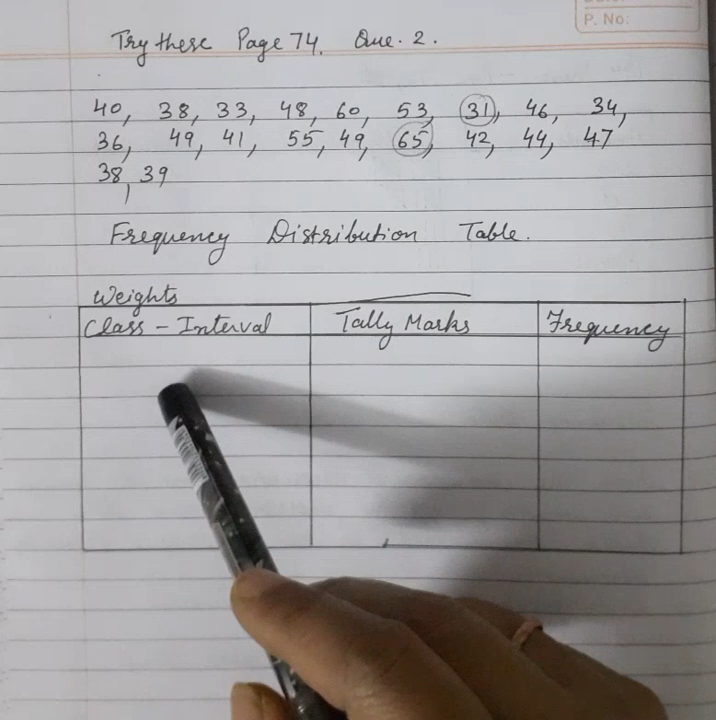 P. No:
Try these Page 74. Que. 2.
40, 38, 33, 48, 60, 53, 31, 46, 34,
36, 49, 41, 55, 49, 65, 42, 44, 47
38, 39
Frequency Distribution Table.
Weights
Class - Interval Tally Marks Frequency